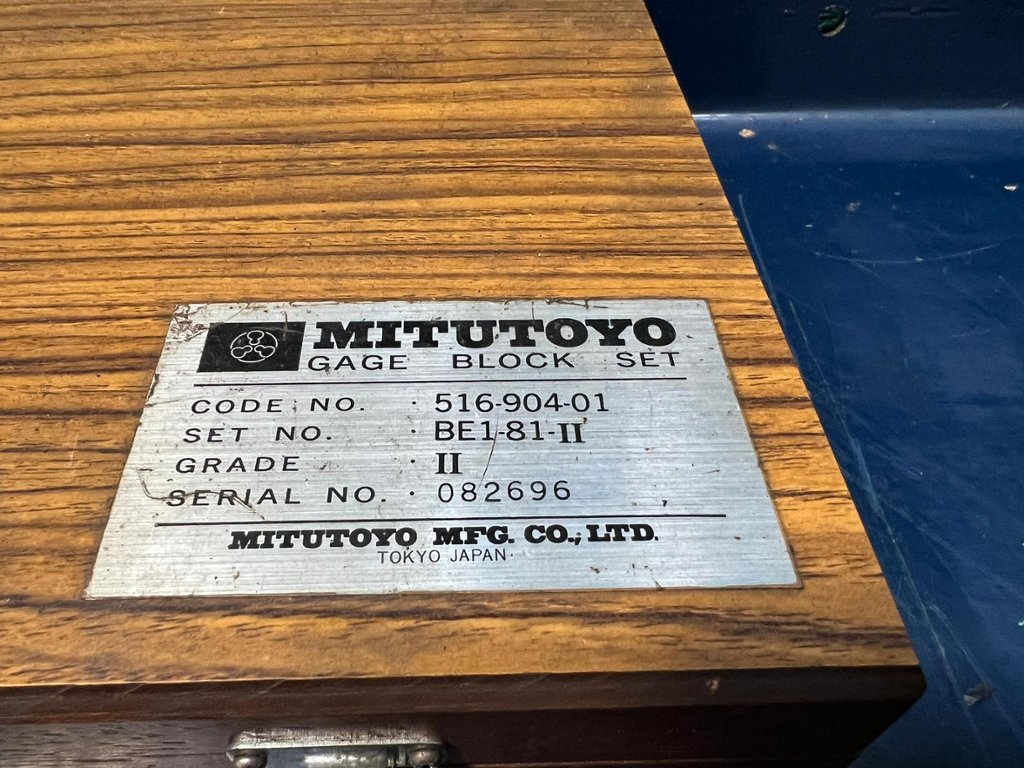 MITUTOYO
GAGE BLOCK SET
CODE NO. · 516-904-01
SET NO. · BE1-81-II
GRADE · II
SERIAL NO. · 082696
MITUTOYO MFG. CO., LTD.
TOKYO JAPAN·